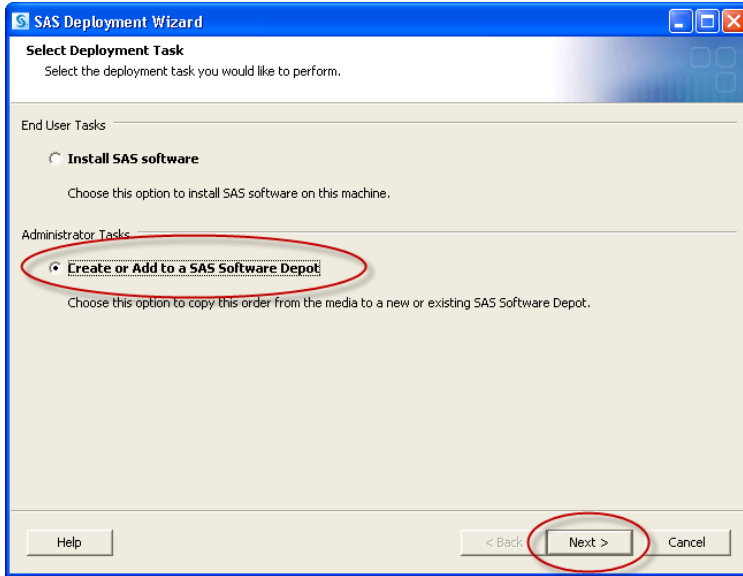 SAS Deployment Wizard
Select Deployment Task
Select the deployment task you would like to perform.
End User Tasks
Install SAS software
Choose this option to install SAS software on this machine.
Administrator Tasks
Create or Add to a SAS Software Depot
Choose this option to copy this order from the media to a new or existing SAS Software Depot.
Help
< Back
Next >
Cancel